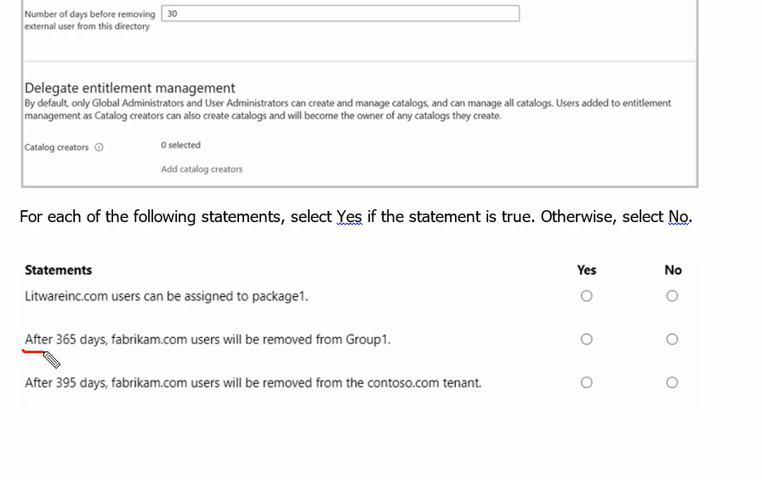 Number of days before removing 30
external user from this directory
Delegate entitlement management
By default, only Global Administrators and User Administrators can create and manage catalogs, and can manage all catalogs. Users added to entitlement
management as Catalog creators can also create catalogs and will become the owner of any catalogs they create.
Catalog creators 0 selected
Add catalog creators
For each of the following statements, select Yes if the statement is true. Otherwise, select No.
Statements Yes No
Litwareinc.com users can be assigned to package1.
After 365 days, fabrikam.com users will be removed from Group1.
After 395 days, fabrikam.com users will be removed from the contoso.com tenant.